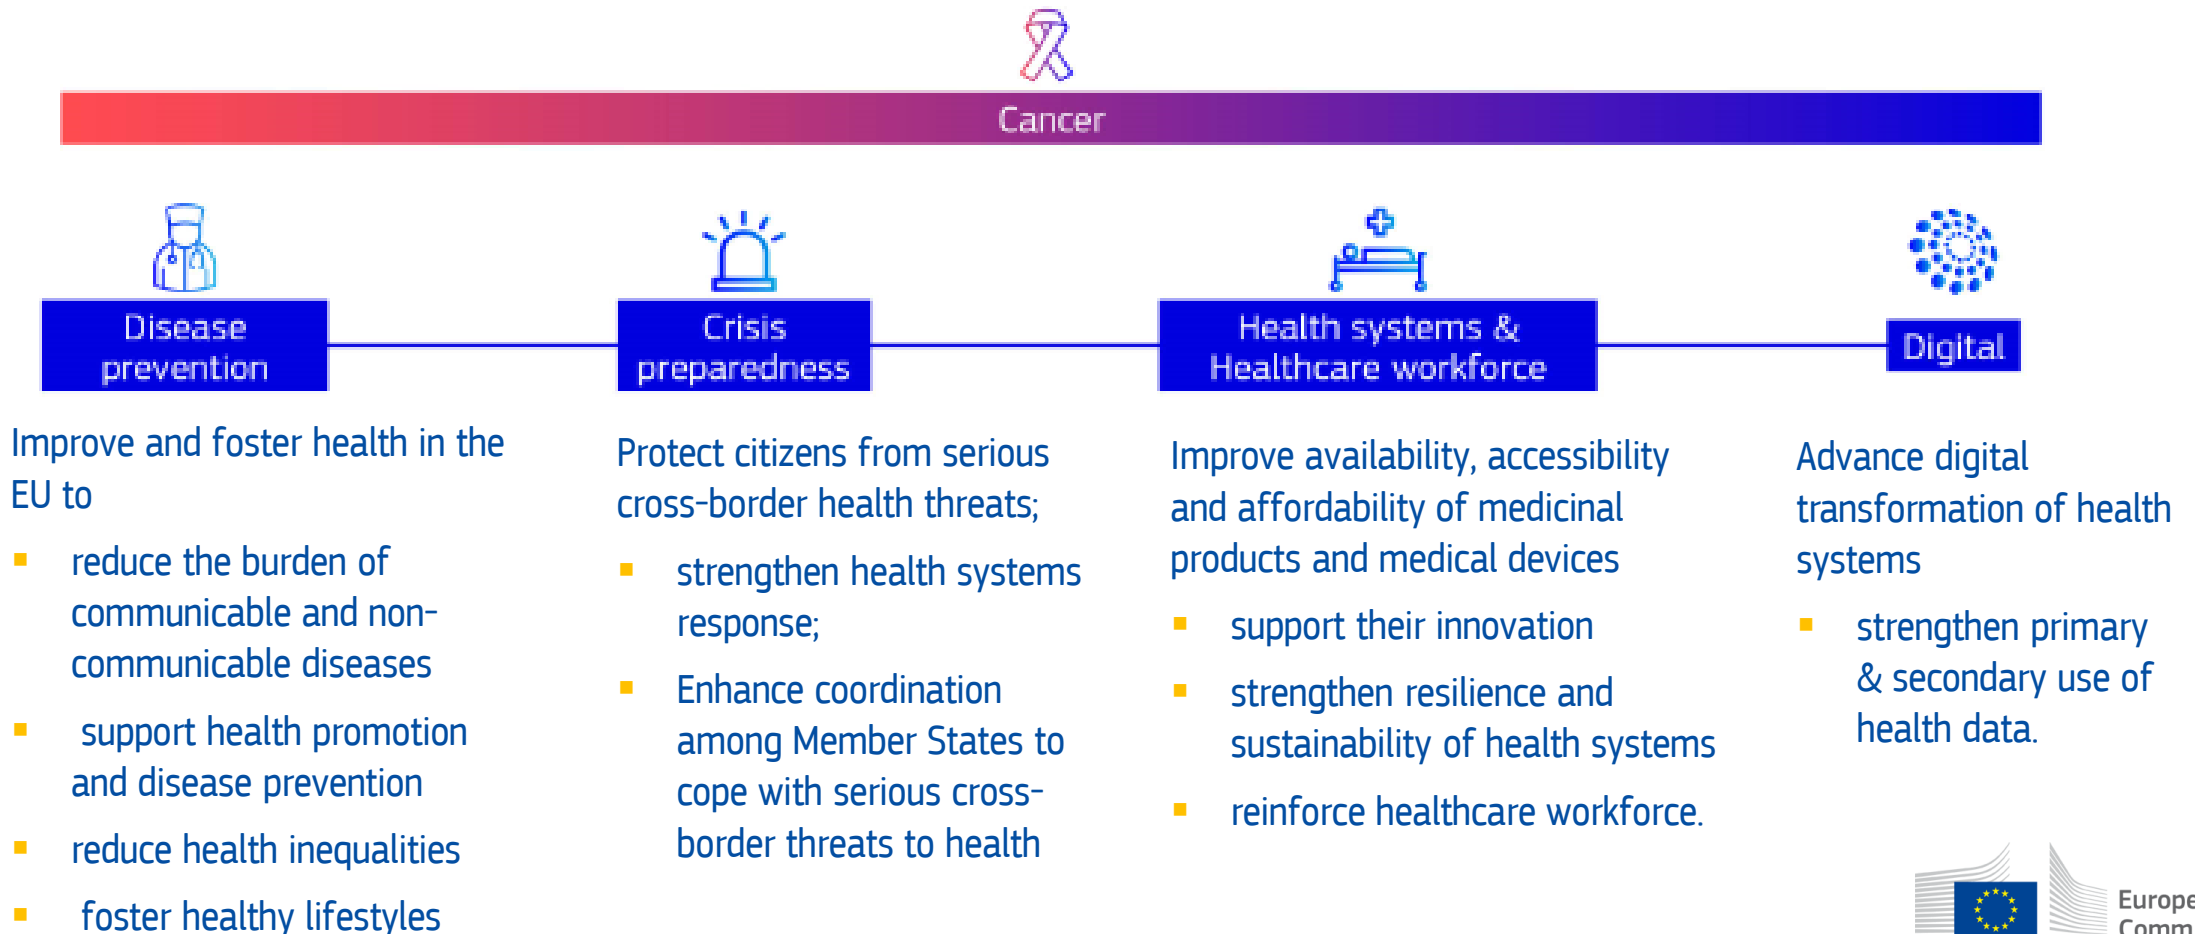 Cancer
Disease
prevention
Improve and foster health in the
EU to
▪ reduce the burden of
communicable and non-
communicable diseases
▪ support health promotion
and disease prevention
▪ reduce health inequalities
▪ foster healthy lifestyles
Crisis
preparedness
Protect citizens from serious
cross-border health threats;
▪ strengthen health systems
response;
▪ Enhance coordination
among Member States to
cope with serious cross-
border threats to health
Health systems &
Healthcare workforce
Improve availability, accessibility
and affordability of medicinal
products and medical devices
▪ support their innovation
▪ strengthen resilience and
sustainability of health systems
▪ reinforce healthcare workforce.
Digital
Advance digital
transformation of health
systems
▪ strengthen primary
& secondary use of
health data.